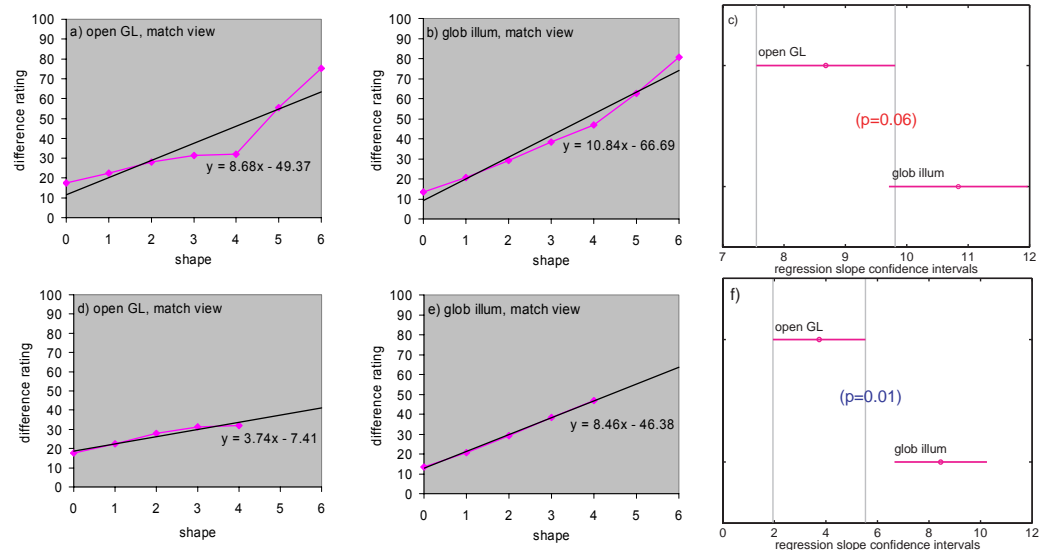 a) open GL, match view
difference rating
100
90
80
70
60
50
40
30
20
10
0
y = 8.68x - 49.37
0 1 2 3 4 5 6
shape
b) glob illum, match view
difference rating
100
90
80
70
60
50
40
30
20
10
0
y = 10.84x - 66.69
0 1 2 3 4 5 6
shape
c)
open GL
(p=0.06)
glob illum
7 8 9 10 11 12
regression slope confidence intervals
d) open GL, match view
difference rating
100
90
80
70
60
50
40
30
20
10
0
y = 3.74x - 7.41
0 1 2 3 4 5 6
shape
e) glob illum, match view
difference rating
100
90
80
70
60
50
40
30
20
10
0
y = 8.46x - 46.38
0 1 2 3 4 5 6
shape
f)
open GL
(p=0.01)
glob illum
0 2 4 6 8 10 12
regression slope confidence intervals